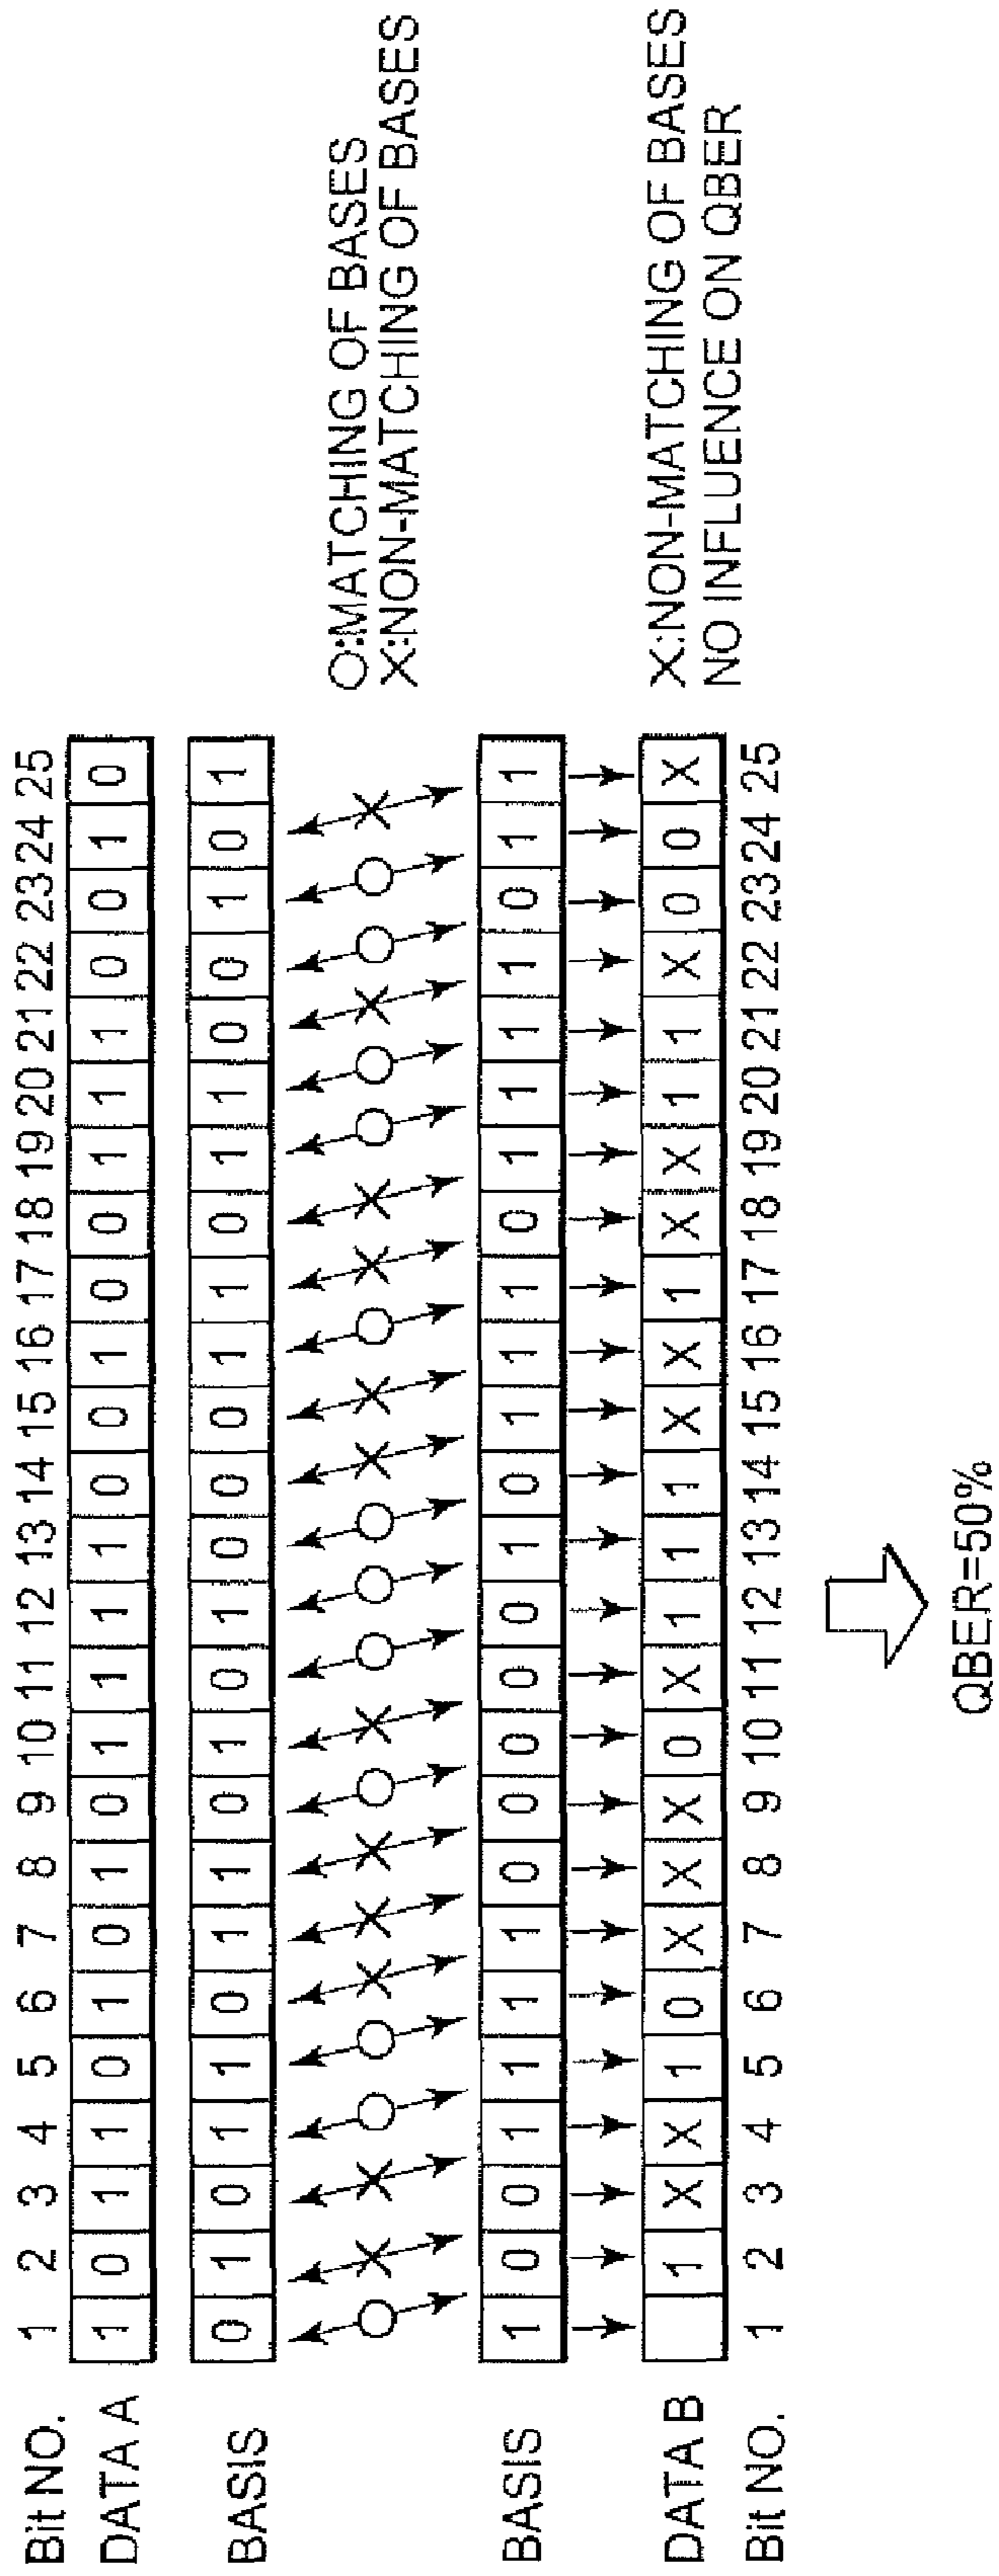 Bit NO. 1 2 3 4 5 6 7 8 9 10 11 12 13 14 15 16 17 18 19 20 21 22 23 24 25
DATA A 1 0 1 1 0 1 0 1 0 1 1 1 1 0 0 1 0 0 1 1 1 0 0 1 0
BASIS 0 1 0 1 1 0 1 1 0 1 0 1 0 0 0 1 1 0 1 1 0 0 1 0 1
O X X O O X X X O X O O O X X O X X O O X O O X
O:MATCHING OF BASES
X:NON-MATCHING OF BASES
BASIS 1 0 0 1 1 1 1 0 0 0 0 0 1 0 1 1 1 0 1 1 1 1 0 1 1
DATA B 1 X X 1 0 X X X 0 X 1 1 1 X X 1 X X 1 1 X 0 0 X
Bit NO. 1 2 3 4 5 6 7 8 9 10 11 12 13 14 15 16 17 18 19 20 21 22 23 24 25
X:NON-MATCHING OF BASES
NO INFLUENCE ON QBER
QBER=50%